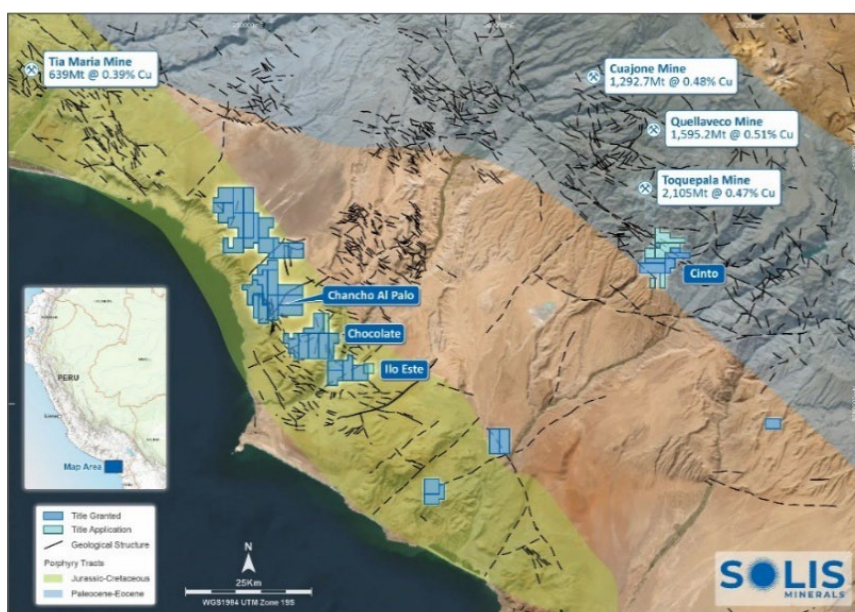 Tia Maria Mine
639Mt @ 0.39% Cu
Cuajone Mine
1,292.7Mt @ 0.48% Cu
Quellaveco Mine
1,595.2Mt @ 0.51% Cu
Toquepala Mine
2,105Mt @ 0.47% Cu
Cinto
Chancho Al Palo
Chocolate
Ilo Este
PERU
Map Area
Title Granted
Title Application
Geological Structure
Porphyry Tracts
Jurassic-Cretaceous
Paleocene-Eocene
N
25Km
WGS1984 UTM Zone 19S
SOLIS
MINERALS